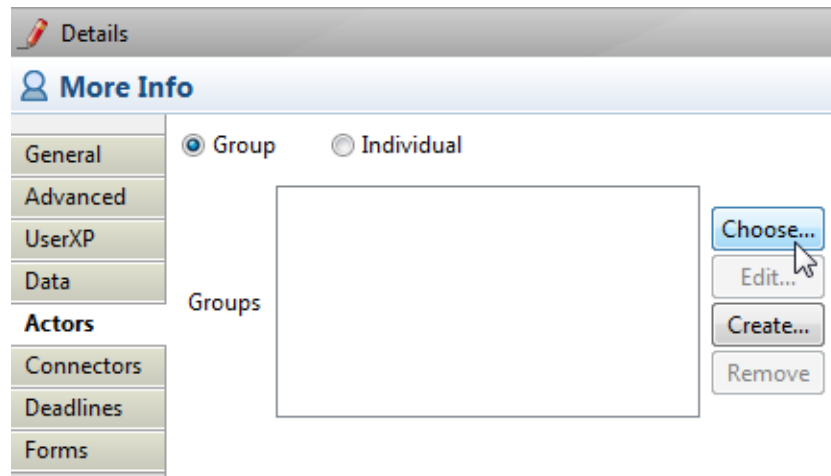 Details
More Info
General
Advanced
UserXP
Data
Actors
Connectors
Deadlines
Forms
Group Individual
Groups
Choose...
Edit...
Create...
Remove